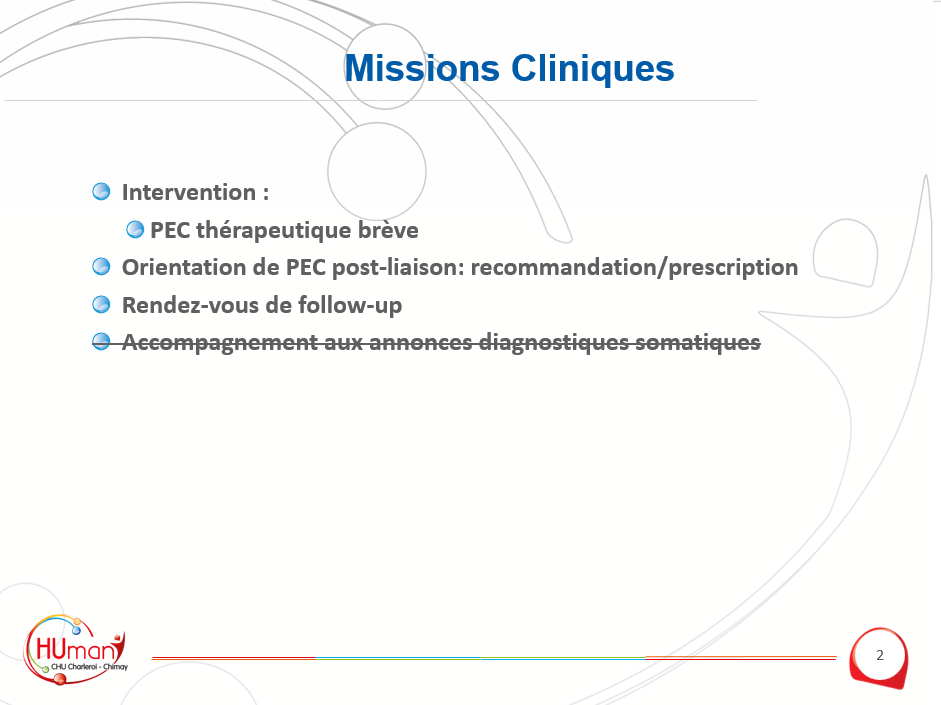 Missions Cliniques
Intervention :
PEC thérapeutique brève
Orientation de PEC post-liaison: recommandation/prescription
Rendez-vous de follow-up
Accompagnement aux annonces diagnostiques somatiques
HUmani
CHU Charleroi - Chimay
2